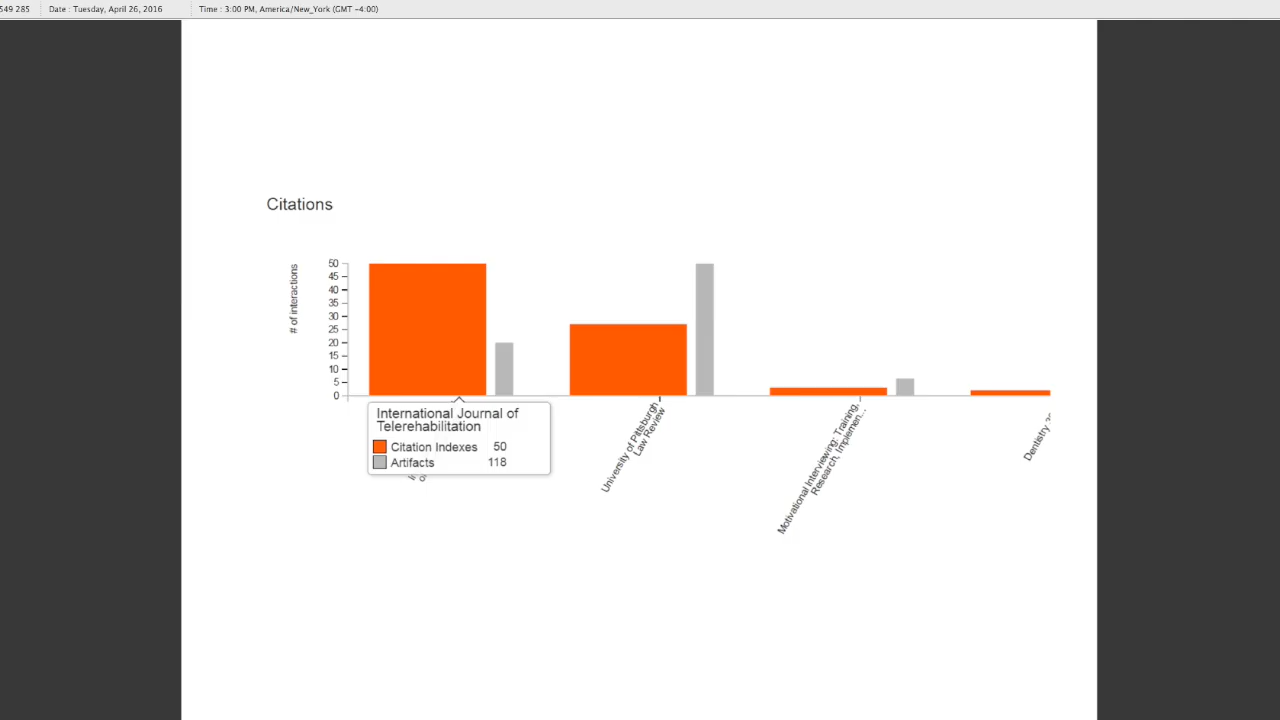 549 285 Date : Tuesday, April 26, 2016 Time : 3:00 PM, America/New_York (GMT -4:00)
Citations
# of interactions
50
45
40
35
30
25
20
15
10
5
0
International Journal of
Telerehabilitation
Citation Indexes 50
Artifacts 118
University of Pittsburgh
Law Review
Motivational Interviewing: Training,
Research, Implemen...
Dentistry